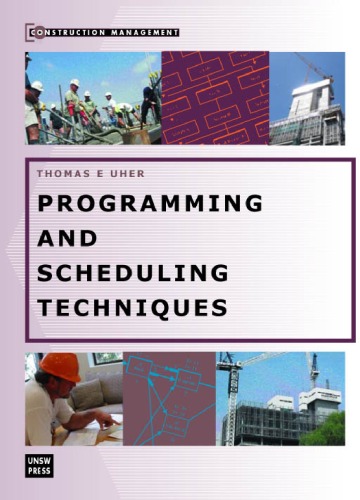 CONSTRUCTION MANAGEMENT
THOMAS E UHER
PROGRAMMING
AND
SCHEDULING
TECHNIQUES
UNSW
PRESS